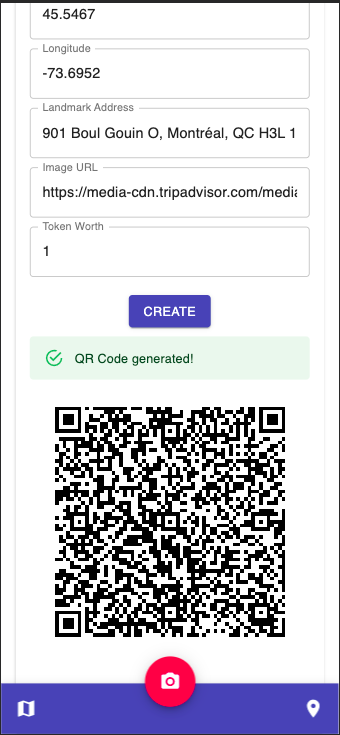 45.5467
Longitude
-73.6952
Landmark Address
901 Boul Gouin O, Montréal, QC H3L 1
Image URL
https://media-cdn.tripadvisor.com/media
Token Worth
1
CREATE
QR Code generated!